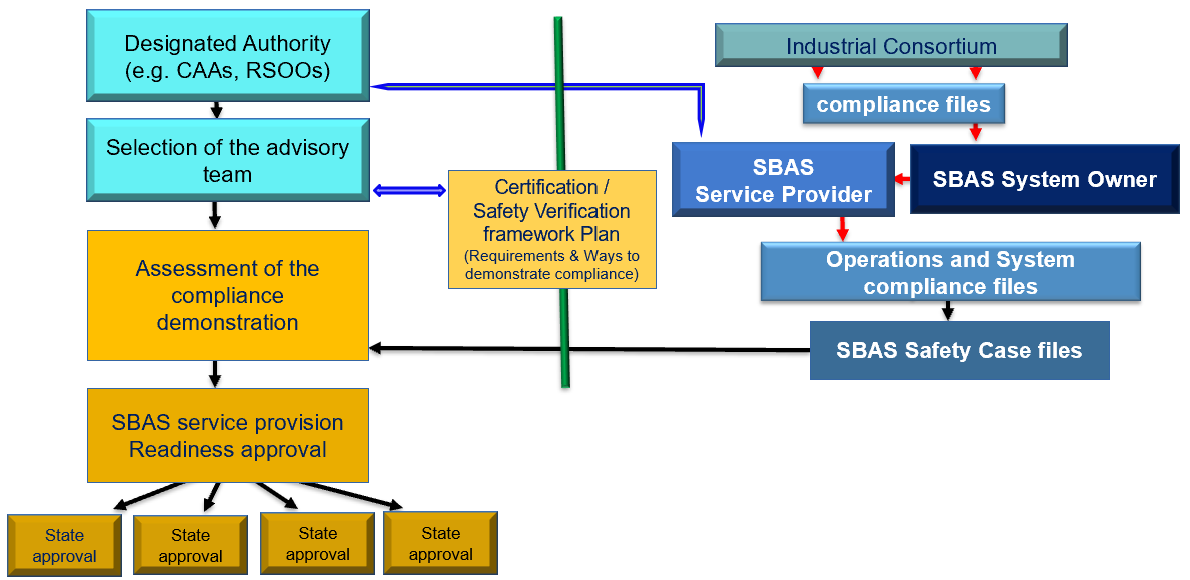 Designated Authority
(e.g. CAAs, RSOOs)
Selection of the advisory
team
Assessment of the
compliance
demonstration
SBAS service provision
Readiness approval
State
approval
State
approval
State
approval
State
approval
Certification /
Safety Verification
framework Plan
(Requirements & Ways to
demonstrate compliance)
Industrial Consortium
compliance files
SBAS
Service Provider
SBAS System Owner
Operations and System
compliance files
SBAS Safety Case files